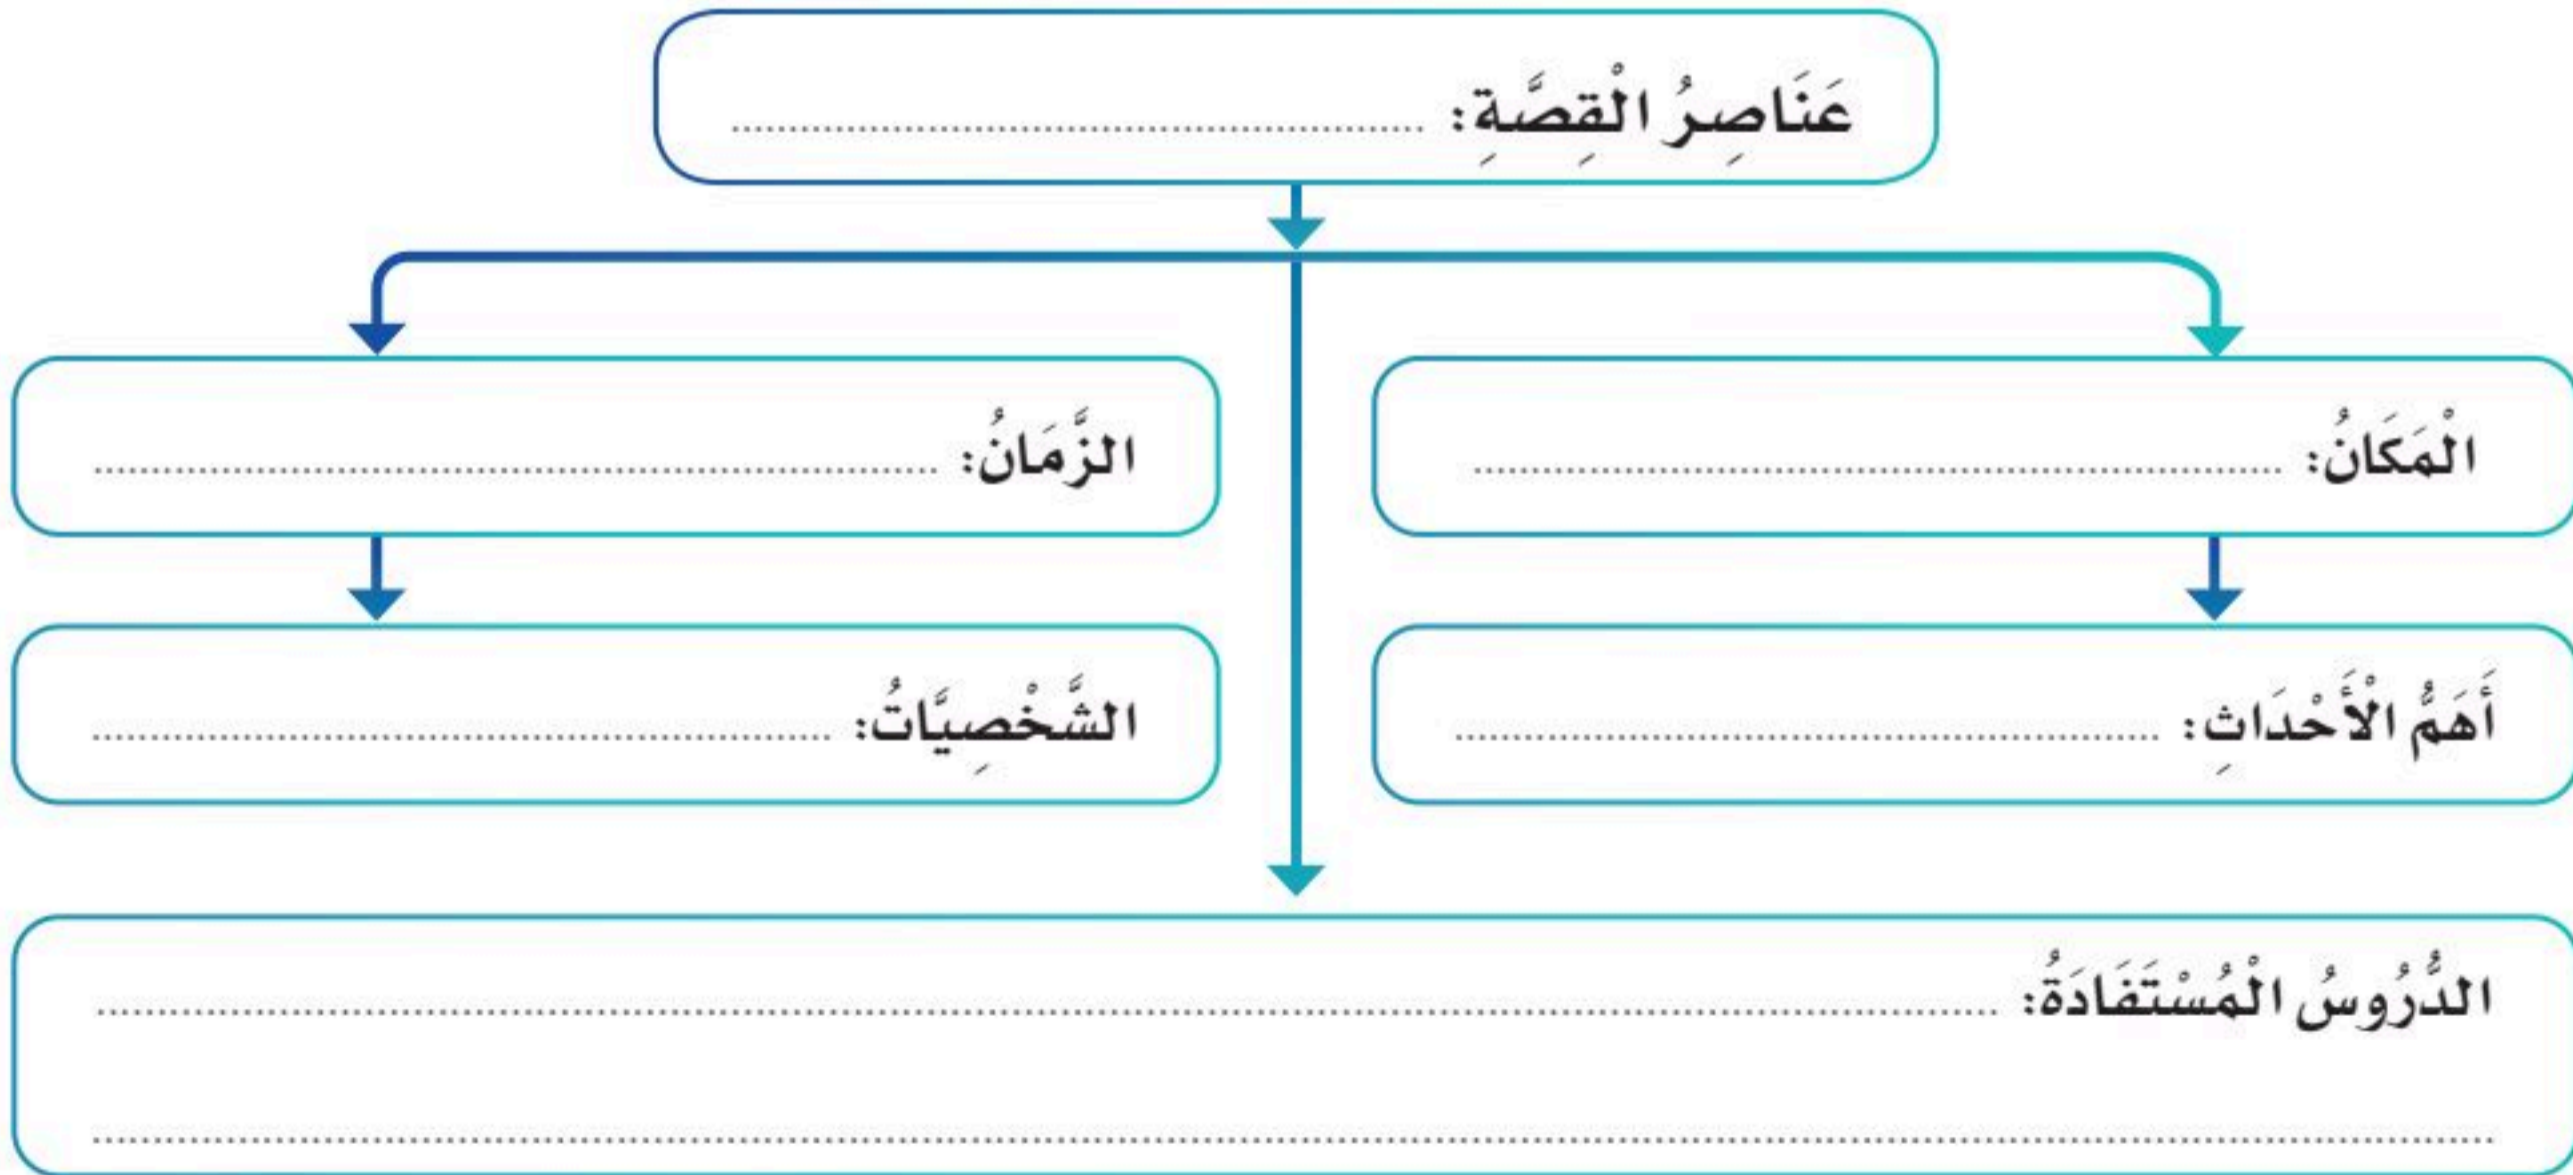 عَنَاصِرُ الْقِصَّةِ: ........................................
الْمَكَانُ: ........................................
الزَّمَانُ: ........................................
أَهَمُّ الْأَحْدَاثِ: ........................................
الشَّخْصِيَّاتُ: ........................................
الدُّرُوسُ الْمُسْتَفَادَةُ: ........................................
........................................